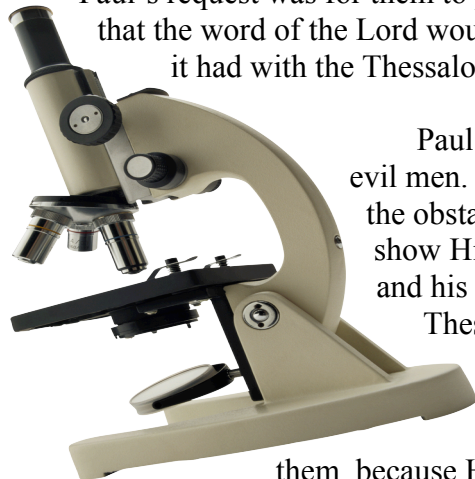 Paul's request was for them to
that the word of the Lord wou
it had with the Thessalo
Paul
evil men.
the obsta
show Hi
and his
Thes
them because H